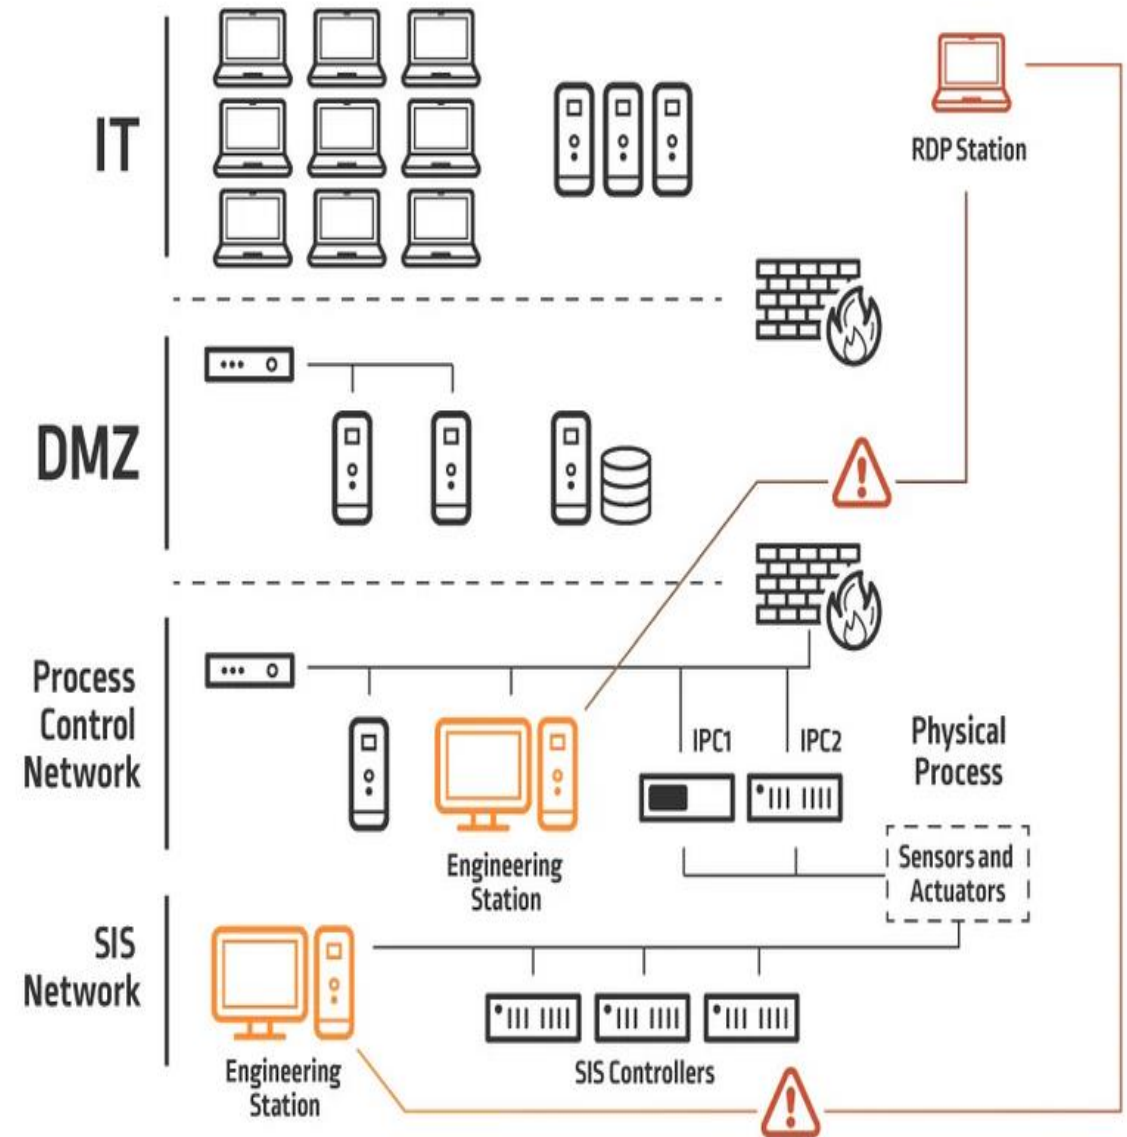 IT
RDP Station
DMZ
Process
Control
Network
IPC1
IPC2
Physical
Process
Engineering
Station
Sensors and
Actuators
SIS
Network
Engineering
Station
SIS Controllers